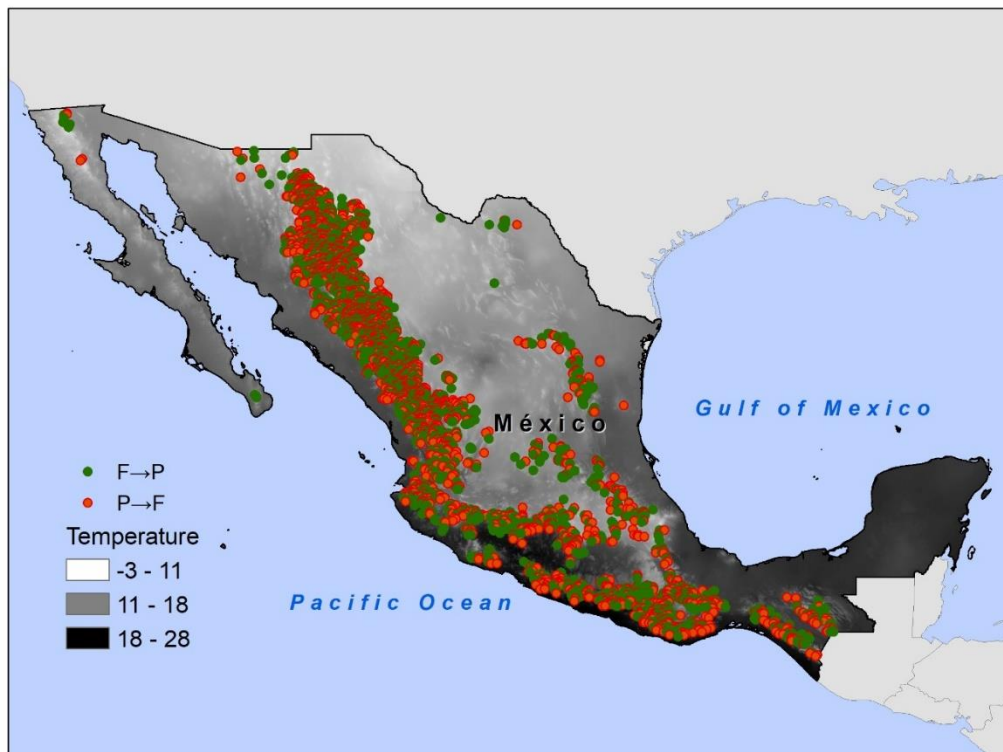 México
Gulf of Mexico
F→P
P→F
Temperature
-3 - 11
11 - 18
18 - 28
Pacific Ocean